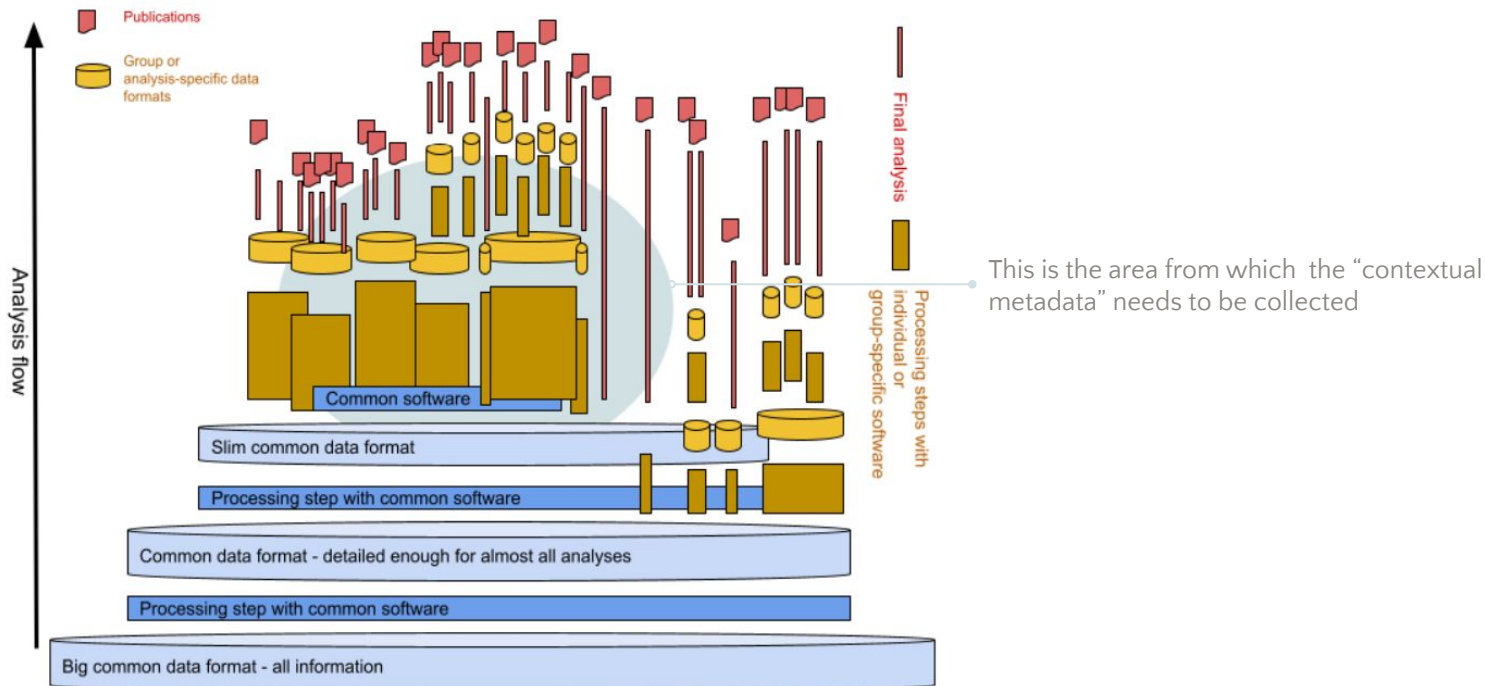 Publications
Group or
analysis-specific data
formats
Final analysis
Processing steps with
individual or
group-specific software
This is the area from which the “contextual
metadata” needs to be collected
Analysis flow
Common software
Slim common data format
Processing step with common software
Common data format - detailed enough for almost all analyses
Processing step with common software
Big common data format - all information